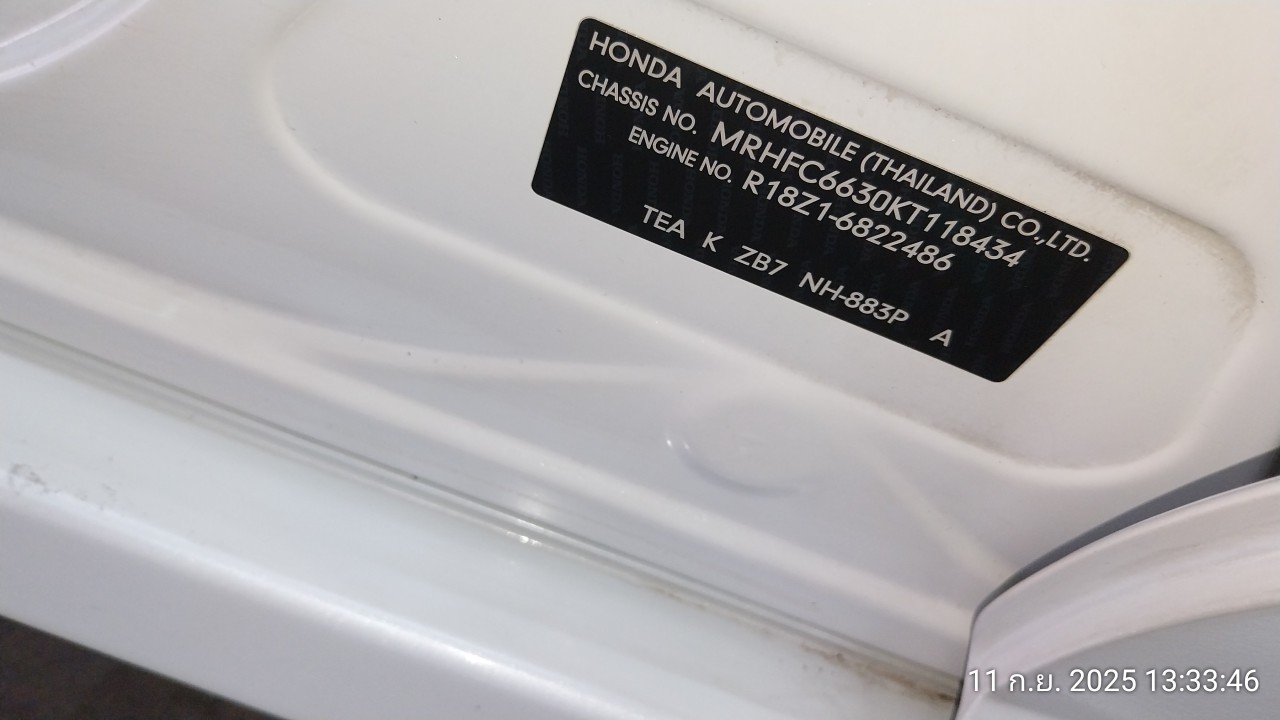 HONDA AUTOMOBILE (THAILAND) CO.,LTD.
CHASSIS NO. MRHFC6630KT118434
ENGINE NO. R18Z1-6822486
TEA K ZB7 NH-883P A
11 ก.ย. 2025 13:33:46